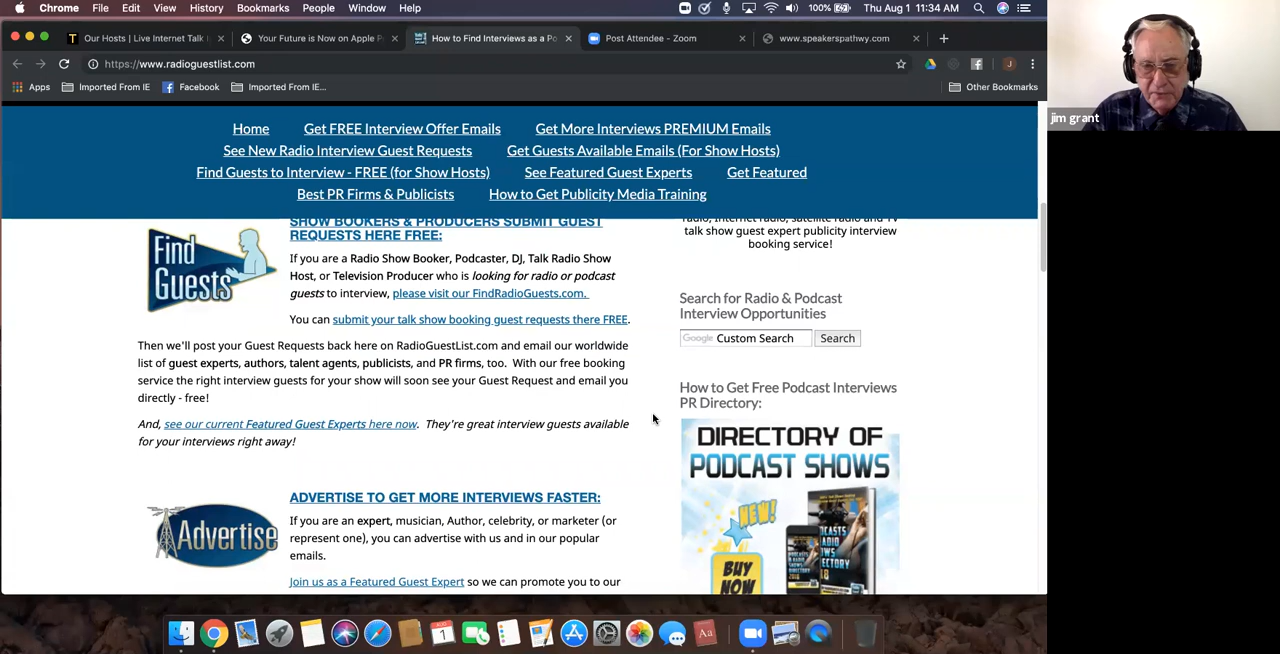 Chrome File Edit View History Bookmarks People Window Help 100% Thu Aug 1 11:34 AM
Our Hosts | Live Internet Talk
Your Future is Now on Apple P
How to Find Interviews as a Po
Post Attendee - Zoom
www.speakerspathwy.com
https://www.radioguestlist.com
J
Apps Imported From IE Facebook Imported From IE... Other Bookmarks
jim grant
Home Get FREE Interview Offer Emails Get More Interviews PREMIUM Emails
See New Radio Interview Guest Requests Get Guests Available Emails (For Show Hosts)
Find Guests to Interview - FREE (for Show Hosts) See Featured Guest Experts Get Featured
Best PR Firms & Publicists How to Get Publicity Media Training
SHOW BOOKERS & PRODUCERS SUBMIT GUEST
REQUESTS HERE FREE:
Find
Guests
If you are a Radio Show Booker, Podcaster, DJ, Talk Radio Show
Host, or Television Producer who is looking for radio or podcast
guests to interview, please visit our FindRadioGuests.com.
You can submit your talk show booking guest requests there FREE.
Then we'll post your Guest Requests back here on RadioGuestList.com and email our worldwide
list of guest experts, authors, talent agents, publicists, and PR firms, too. With our free booking
service the right interview guests for your show will soon see your Guest Request and email you
directly - free!
And, see our current Featured Guest Experts here now. They're great interview guests available
for your interviews right away!
Advertise
ADVERTISE TO GET MORE INTERVIEWS FASTER:
If you are an expert, musician, Author, celebrity, or marketer (or
represent one), you can advertise with us and in our popular
emails.
Join us as a Featured Guest Expert so we can promote you to our
radio, Internet radio, satellite radio and TV
talk show guest expert publicity interview
booking service!
Search for Radio & Podcast
Interview Opportunities
Google Custom Search Search
How to Get Free Podcast Interviews
PR Directory:
DIRECTORY OF
PODCAST SHOWS
NEW!
BUY
NOW
1
Aa